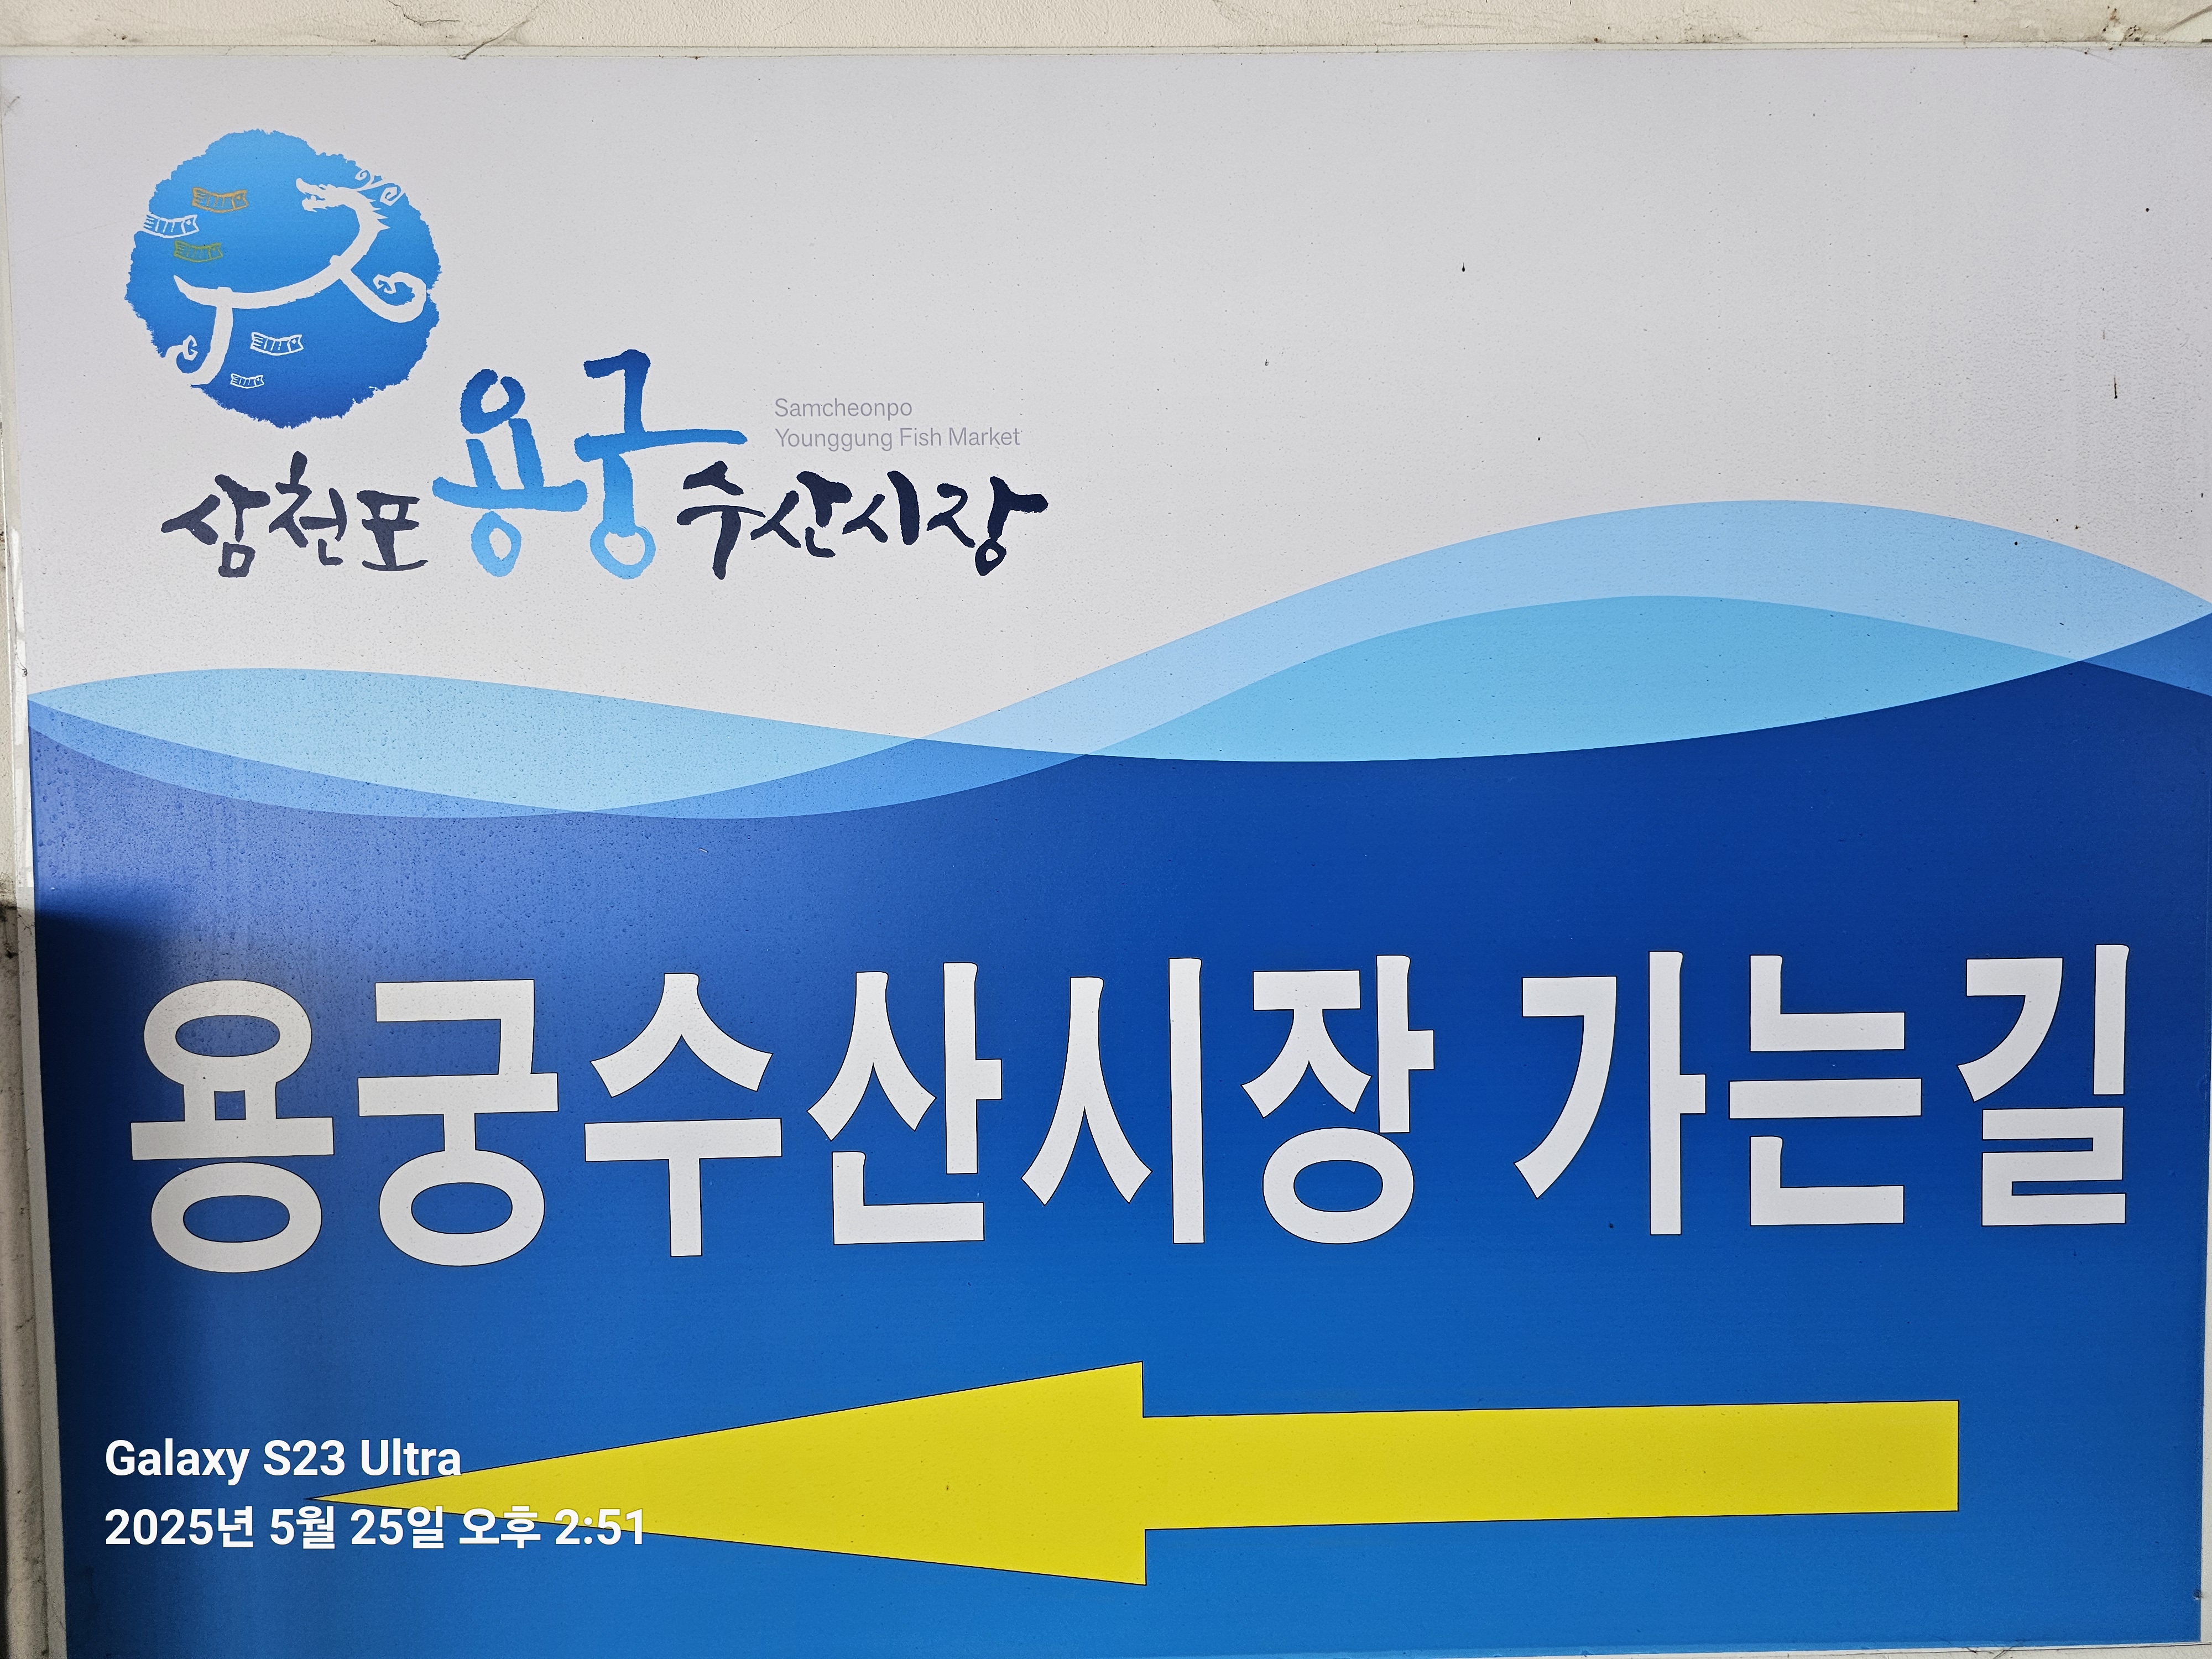 Samcheonpo
Younggung Fish Market
삼천포용궁수산시장
용궁수산시장 가는길
Galaxy S23 Ultra
2025년 5월 25일 오후 2:51